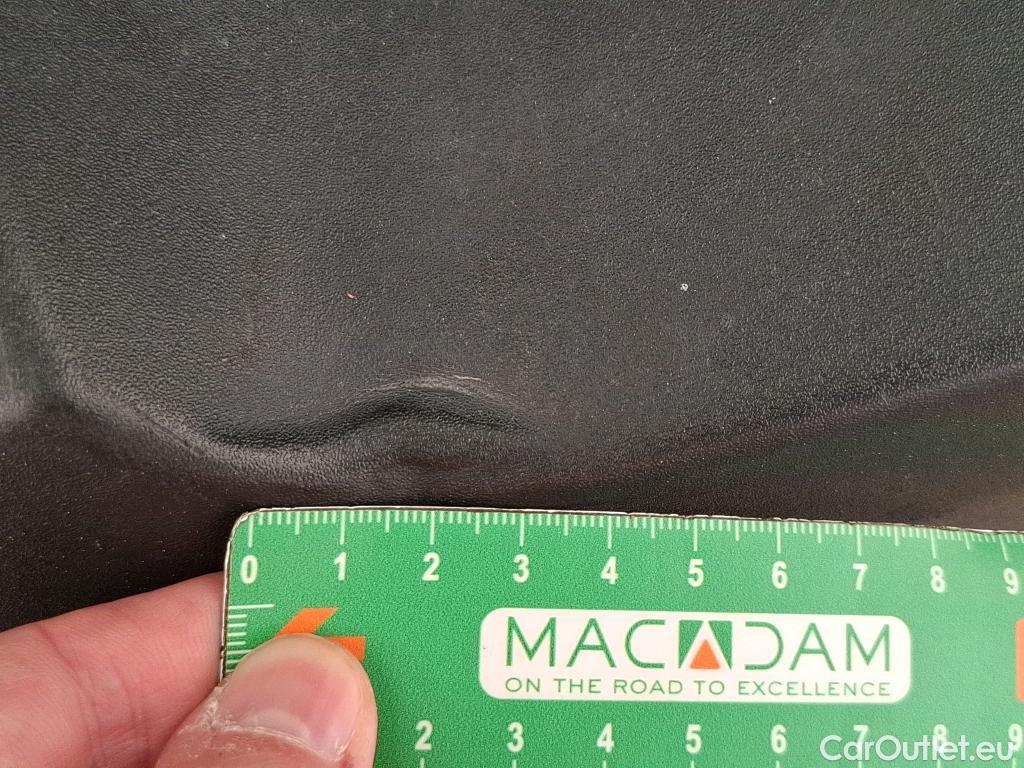 0 1 2 3 4 5 6 7 8 9
MACADAM
ON THE ROAD TO EXCELLENCE
2 3 4 5 6 7 8 9
CarOutlet.eu